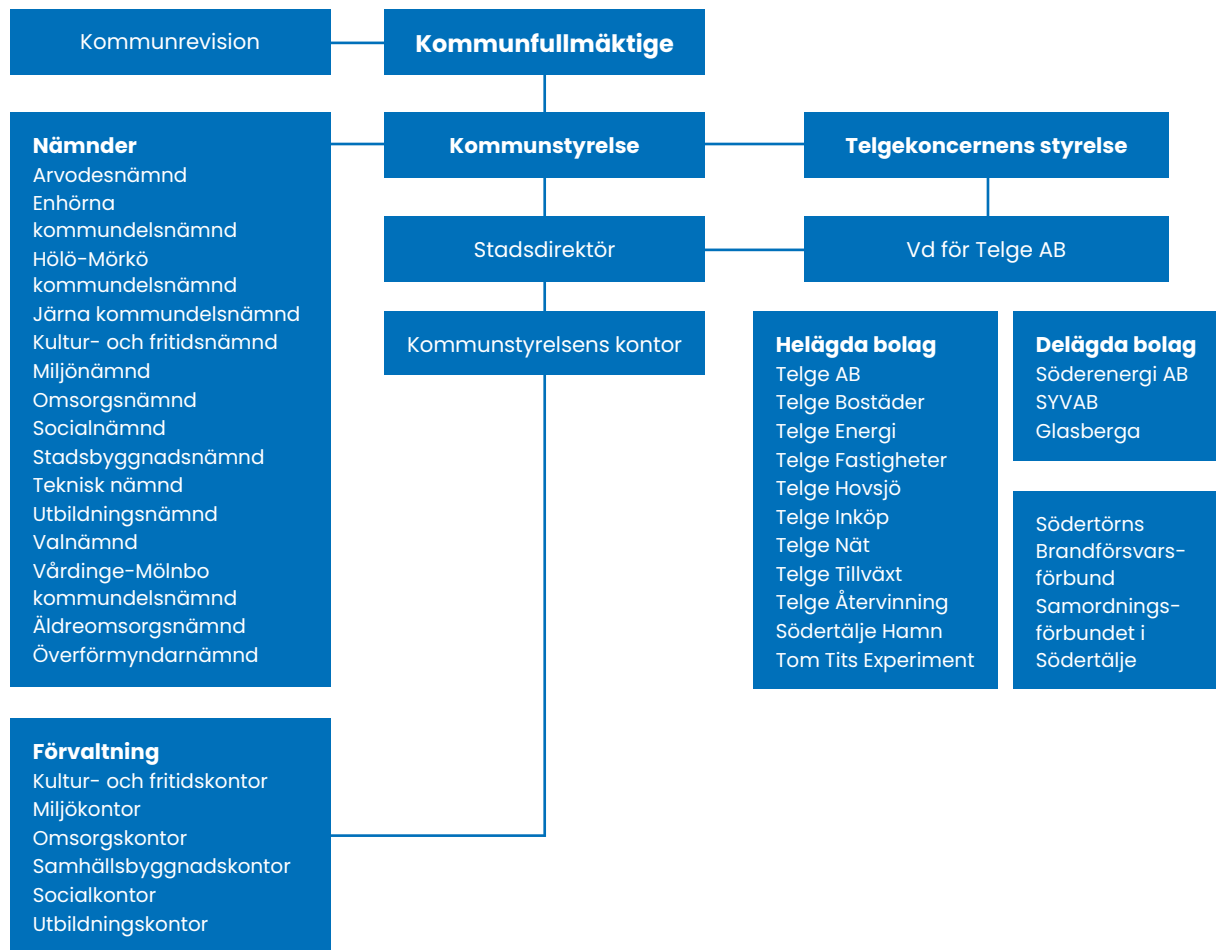 Kommunrevision
Kommunfullmäktige
Nämnder
Arvodesnämnd
Enhörna
kommundelsnämnd
Hölö-Mörkö
kommundelsnämnd
Järna kommundelsnämnd
Kultur- och fritidsnämnd
Miljönämnd
Omsorgsnämnd
Socialnämnd
Stadsbyggnadsnämnd
Teknisk nämnd
Utbildningsnämnd
Valnämnd
Vårdinge-Mölnbo
kommundelsnämnd
Äldreomsorgsnämnd
Överförmyndarnämnd
Kommunstyrelse
Telgekoncernens styrelse
Stadsdirektör
Vd för Telge AB
Kommunstyrelsens kontor
Helägda bolag
Telge AB
Telge Bostäder
Telge Energi
Telge Fastigheter
Telge Hovsjö
Telge Inköp
Telge Nät
Telge Tillväxt
Telge Återvinning
Södertälje Hamn
Tom Tits Experiment
Delägda bolag
Söderenergi AB
SYVAB
Glasberga
Södertörns
Brandförsvars-
förbund
Samordnings-
förbundet i
Södertälje
Förvaltning
Kultur- och fritidskontor
Miljökontor
Omsorgskontor
Samhällsbyggnadskontor
Socialkontor
Utbildningskontor